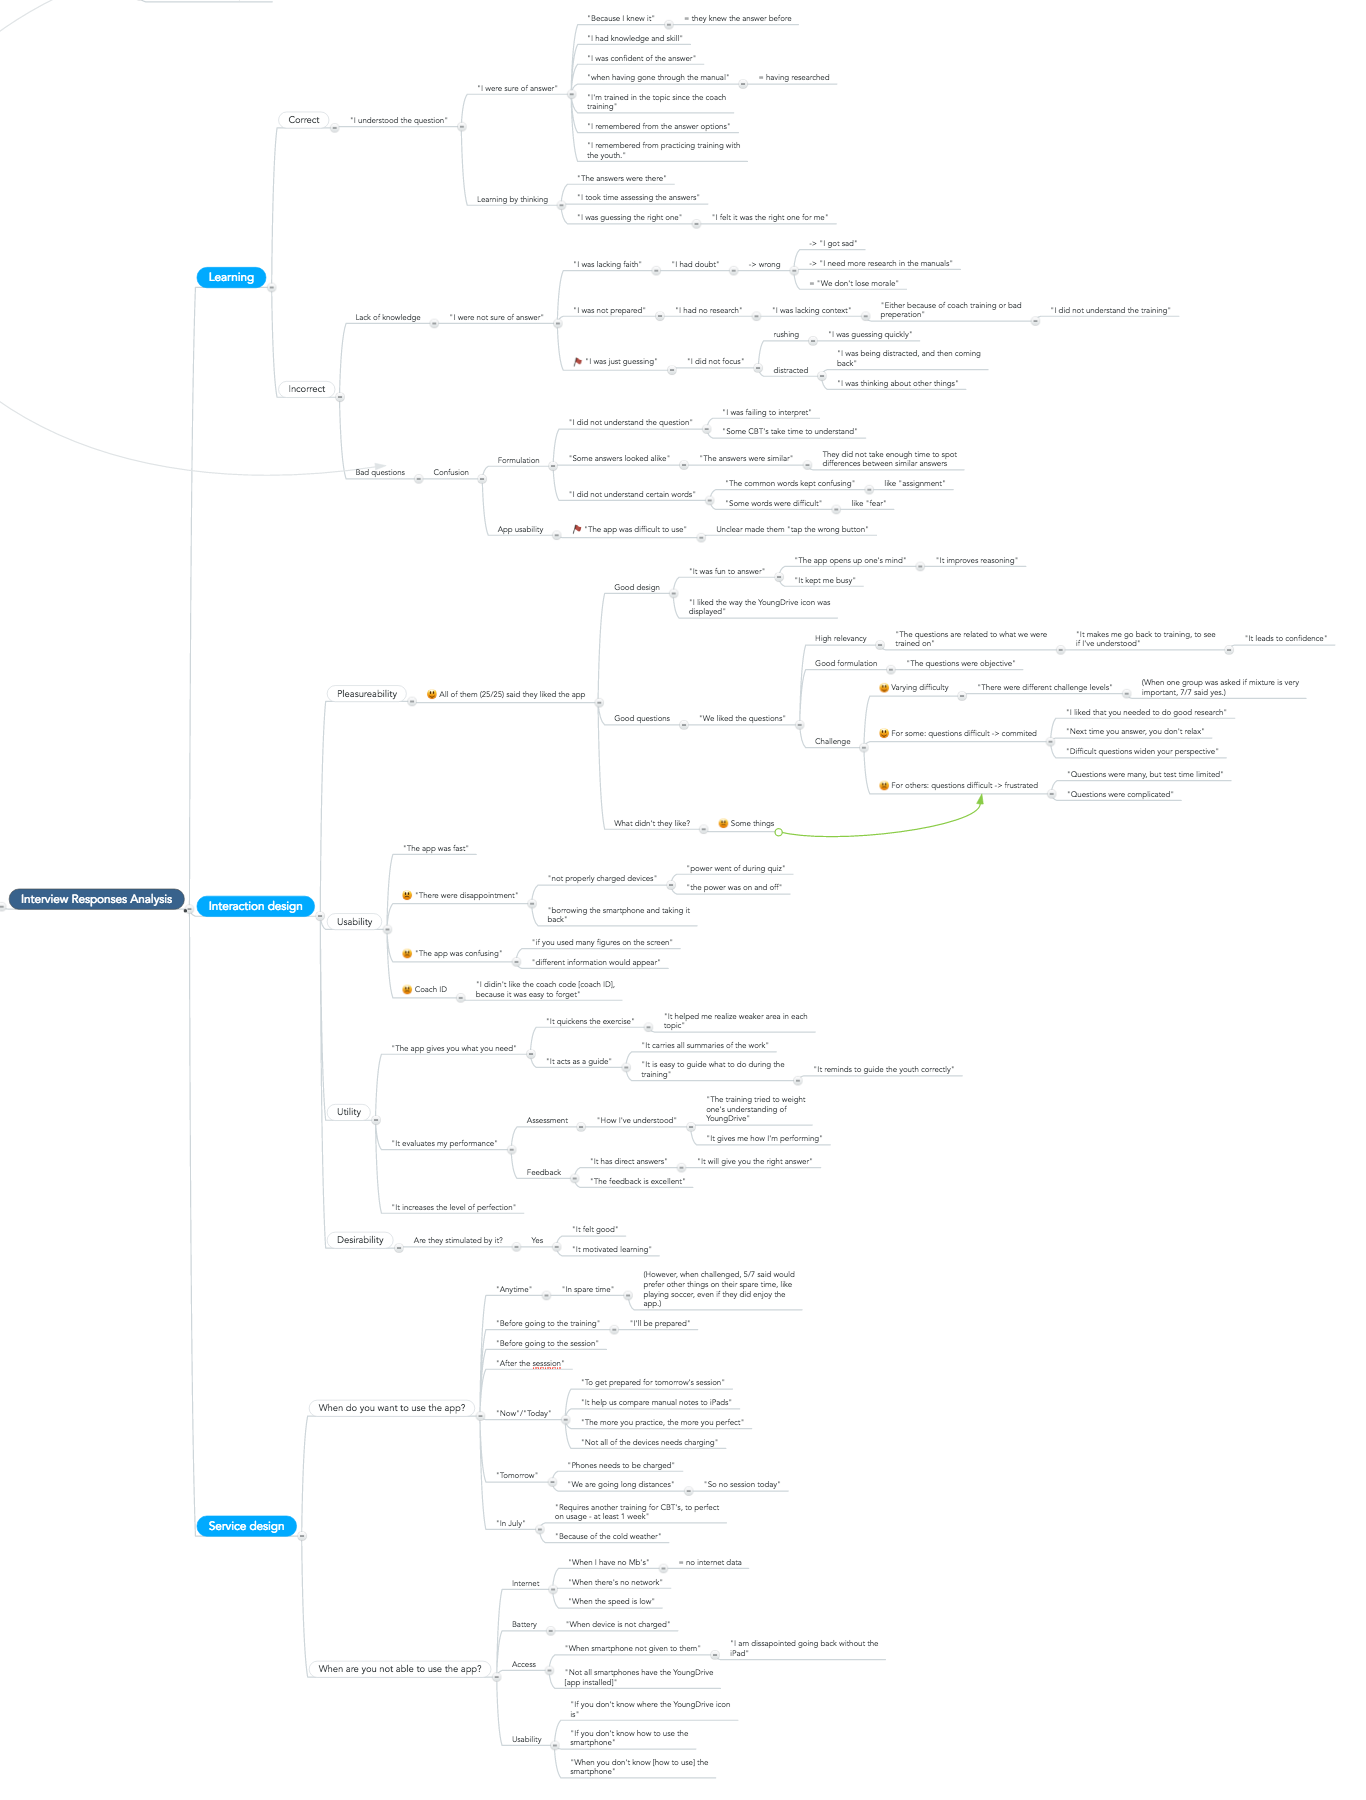 "Because I knew it"
= they knew the answer before
"I had knowledge and skill"
"I was confident of the answer"
"when having gone through the manual"
= having researched
"I were sure of answer"
"I'm trained in the topic since the coach
training"
"I remembered from the answer options"
"I remembered from practicing training with
the youth."
Correct
"I understood the question"
Learning by thinking
"The answers were there"
"I took time assessing the answers"
"I was guessing the right one"
"I felt it was the right one for me"
Learning
Incorrect
Lack of knowledge
"I were not sure of answer"
"I was lacking faith"
"I had doubt"
-> wrong
-> "I got sad"
-> "I need more research in the manuals"
= "We don't lose morale"
"I was not prepared"
"I had no research"
"I was lacking context"
"Either because of coach training or bad
preperation"
"I did not understand the training"
"I was just guessing"
"I did not focus"
rushing
"I was guessing quickly"
distracted
"I was being distracted, and then coming
back"
"I was thinking about other things"
Bad questions
Confusion
Formulation
"I did not understand the question"
"I was failing to interpret"
"Some CBT's take time to understand"
"Some answers looked alike"
"The answers were similar"
They did not take enough time to spot
differences between similar answers
"I did not understand certain words"
"The common words kept confusing"
like "assignment"
"Some words were difficult"
like "fear"
App usability
"The app was difficult to use"
Unclear made them "tap the wrong button"
Interview Responses Analysis
Interaction design
Pleasureability
All of them (25/25) said they liked the app
Good design
"It was fun to answer"
"The app opens up one's mind"
"It improves reasoning"
"It kept me busy"
"I liked the way the YoungDrive icon was
displayed"
Good questions
"We liked the questions"
High relevancy
"The questions are related to what we were
trained on"
"It makes me go back to training, to see
if I've understood"
"It leads to confidence"
Good formulation
"The questions were objective"
Challenge
Varying difficulty
"There were different challenge levels"
(When one group was asked if mixture is very
important, 7/7 said yes.)
For some: questions difficult -> commited
"I liked that you needed to do good research"
"Next time you answer, you don't relax"
"Difficult questions widen your perspective"
For others: questions difficult -> frustrated
"Questions were many, but test time limited"
"Questions were complicated"
What didn't they like?
Some things
Usability
"The app was fast"
"There were disappointment"
"not properly charged devices"
"power went of during quiz"
"the power was on and off"
"borrowing the smartphone and taking it
back"
"The app was confusing"
"if you used many figures on the screen"
"different information would appear"
Coach ID
"I didin't like the coach code [coach ID],
because it was easy to forget"
Utility
"The app gives you what you need"
"It quickens the exercise"
"It helped me realize weaker area in each
topic"
"It acts as a guide"
"It carries all summaries of the work"
"It is easy to guide what to do during the
training"
"It reminds to guide the youth correctly"
"It evaluates my performance"
Assessment
"How I've understood"
"The training tried to weight
one's understanding of
YoungDrive"
"It gives me how I'm performing"
Feedback
"It has direct answers"
"It will give you the right answer"
"The feedback is excellent"
"It increases the level of perfection"
Desirability
Are they stimulated by it?
Yes
"It felt good"
"It motivated learning"
Service design
When do you want to use the app?
"Anytime"
"In spare time"
(However, when challenged, 5/7 said would
prefer other things on their spare time, like
playing soccer, even if they did enjoy the
app.)
"Before going to the training"
"I'll be prepared"
"Before going to the session"
"After the sesssion"
"Now"/"Today"
"To get prepared for tomorrow's session"
"It help us compare manual notes to iPads"
"The more you practice, the more you perfect"
"Not all of the devices needs charging"
"Tomorrow"
"Phones needs to be charged"
"We are going long distances"
"So no session today"
"In July"
"Requires another training for CBT's, to perfect
on usage - at least 1 week"
"Because of the cold weather"
When are you not able to use the app?
Internet
"When I have no Mb's"
= no internet data
"When there's no network"
"When the speed is low"
Battery
"When device is not charged"
Access
"When smartphone not given to them"
"I am dissapointed going back without the
iPad"
"Not all smartphones have the YoungDrive
[app installed]"
Usability
"If you don't know where the YoungDrive icon
is"
"If you don't know how to use the
smartphone"
"When you don't know [how to use] the
smartphone"